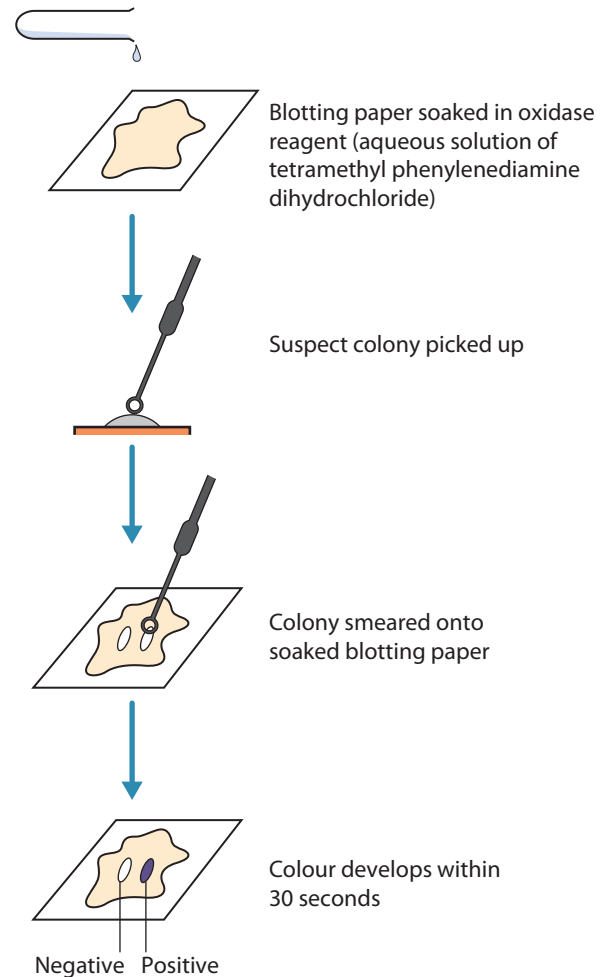 Blotting paper soaked in oxidase
reagent (aqueous solution of
tetramethyl phenylenediamine
dihydrochloride)
Suspect colony picked up
Colony smeared onto
soaked blotting paper
Colour develops within
30 seconds
Negative Positive